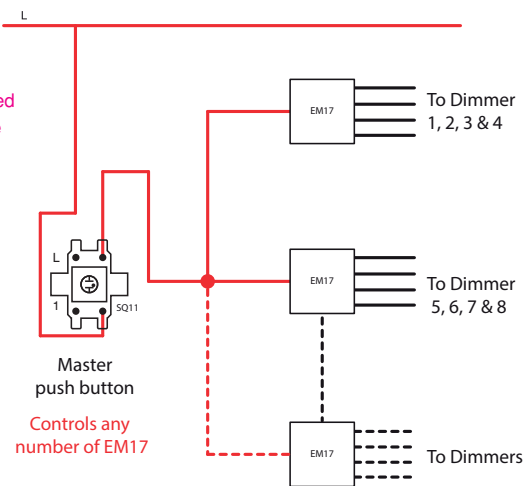 L
ed
EM17
To Dimmer
1, 2, 3 & 4
L
1
SQ11
EM17
To Dimmer
5, 6, 7 & 8
Master
push button
Controls any
number of EM17
EM17
To Dimmers